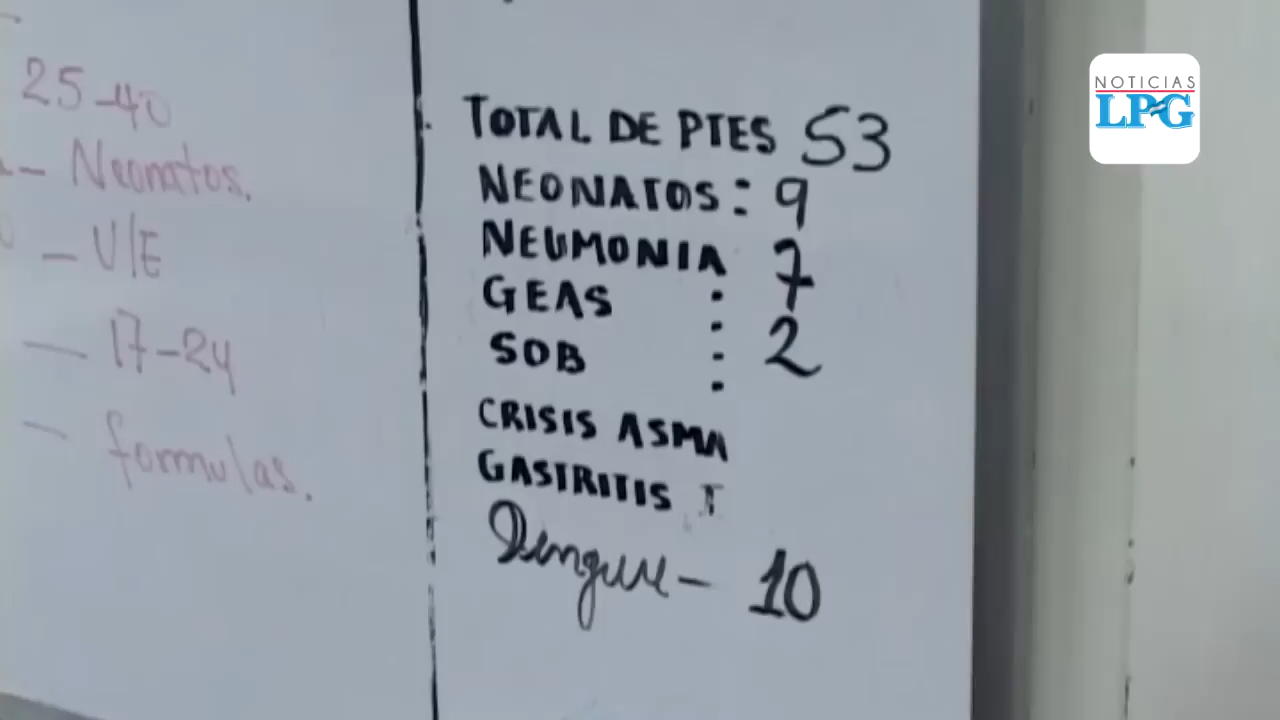 25-40
- Neonatos.
- V/E
- 17-24
- formulas.
TOTAL DE PTES 53
NEONATOS: 9
NEUMONIA 7
GEAS :
SOB : 2
CRISIS ASMA
GASTRITIS
Dengue - 10
NOTICIAS
LPG